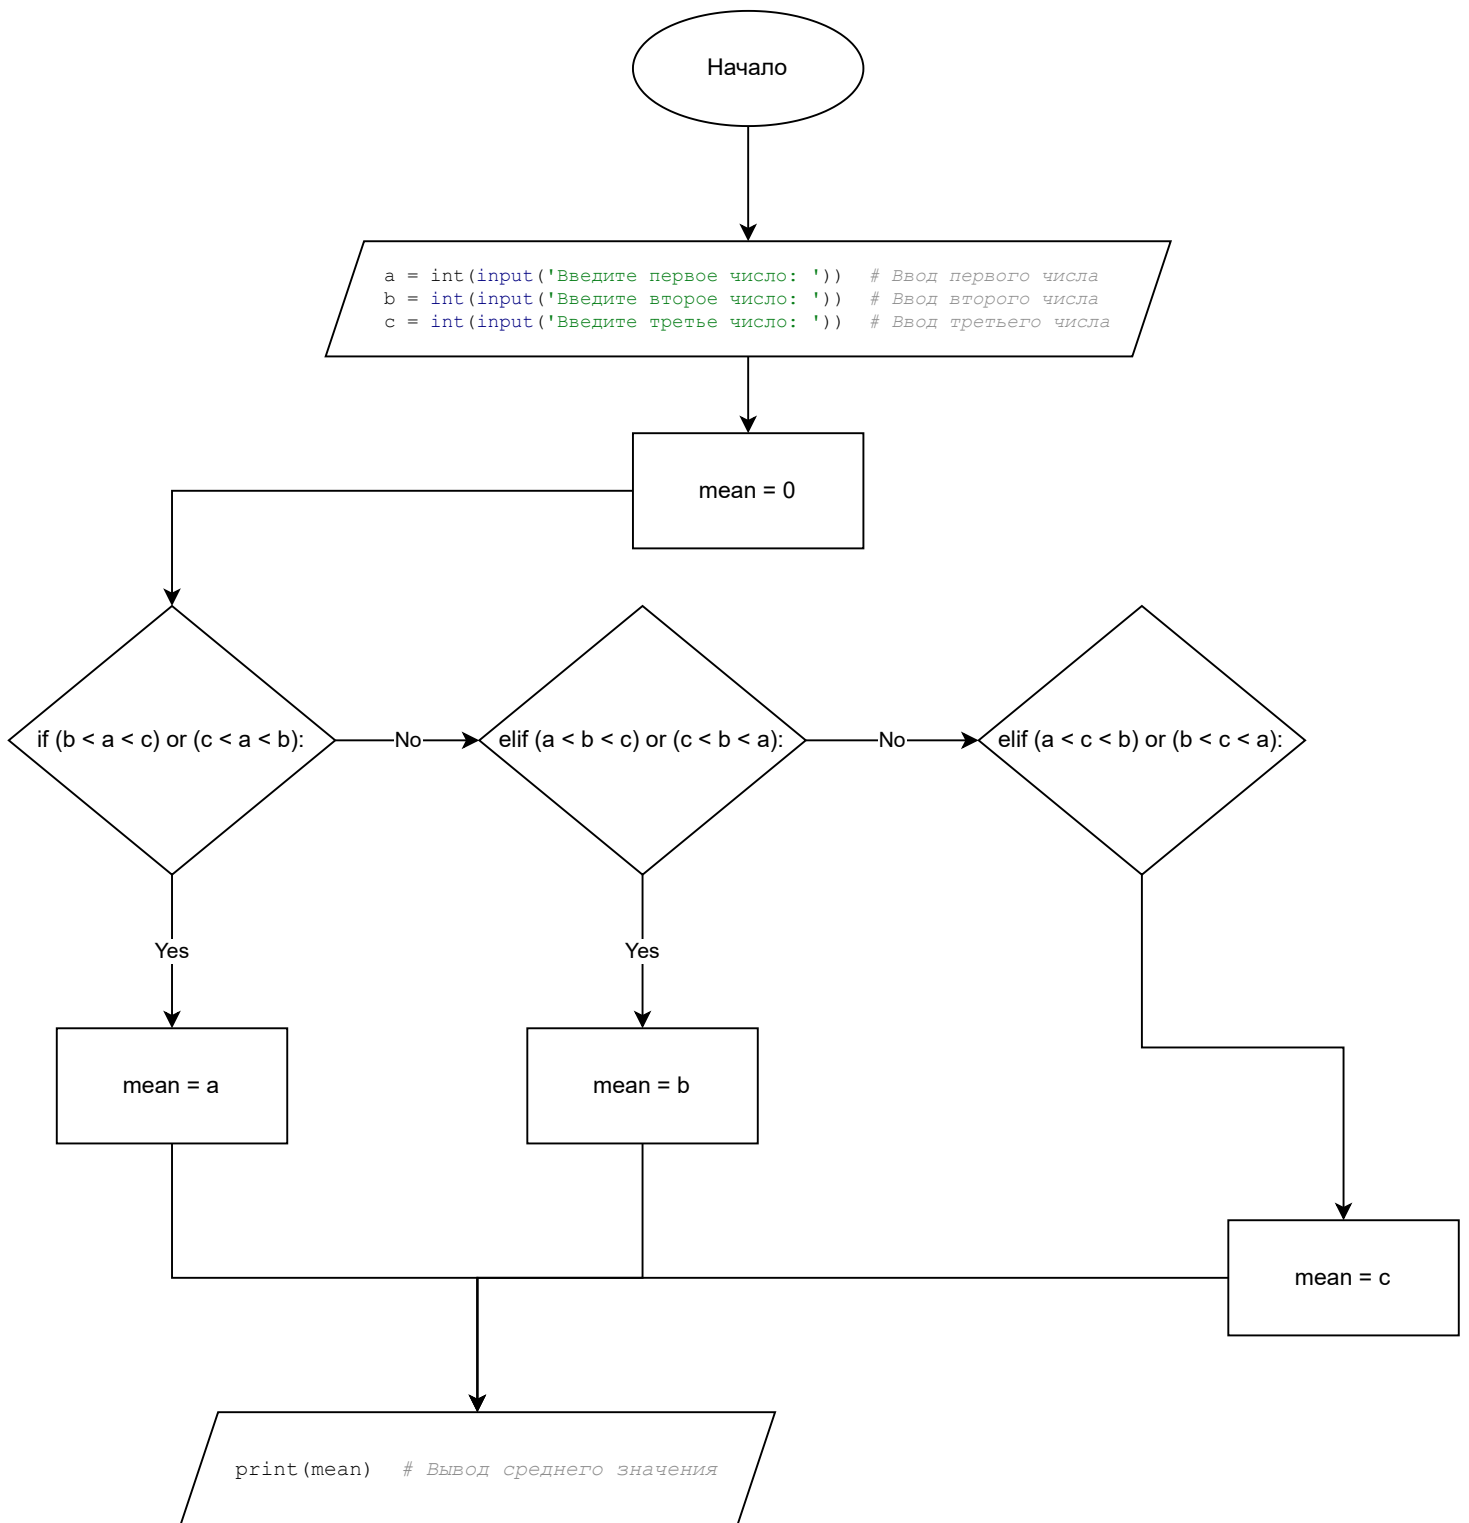 Начало
a = int(input('Введите первое число: '))  # Ввод первого числа
b = int(input('Введите второе число: '))  # Ввод второго числа
c = int(input('Введите третье число: '))  # Ввод третьего числа
mean = 0
if (b < a < c) or (c < a < b):
No
elif (a < b < c) or (c < b < a):
No
elif (a < c < b) or (b < c < a):
Yes
Yes
mean = a
mean = b
mean = c
print(mean)  # Вывод среднего значения